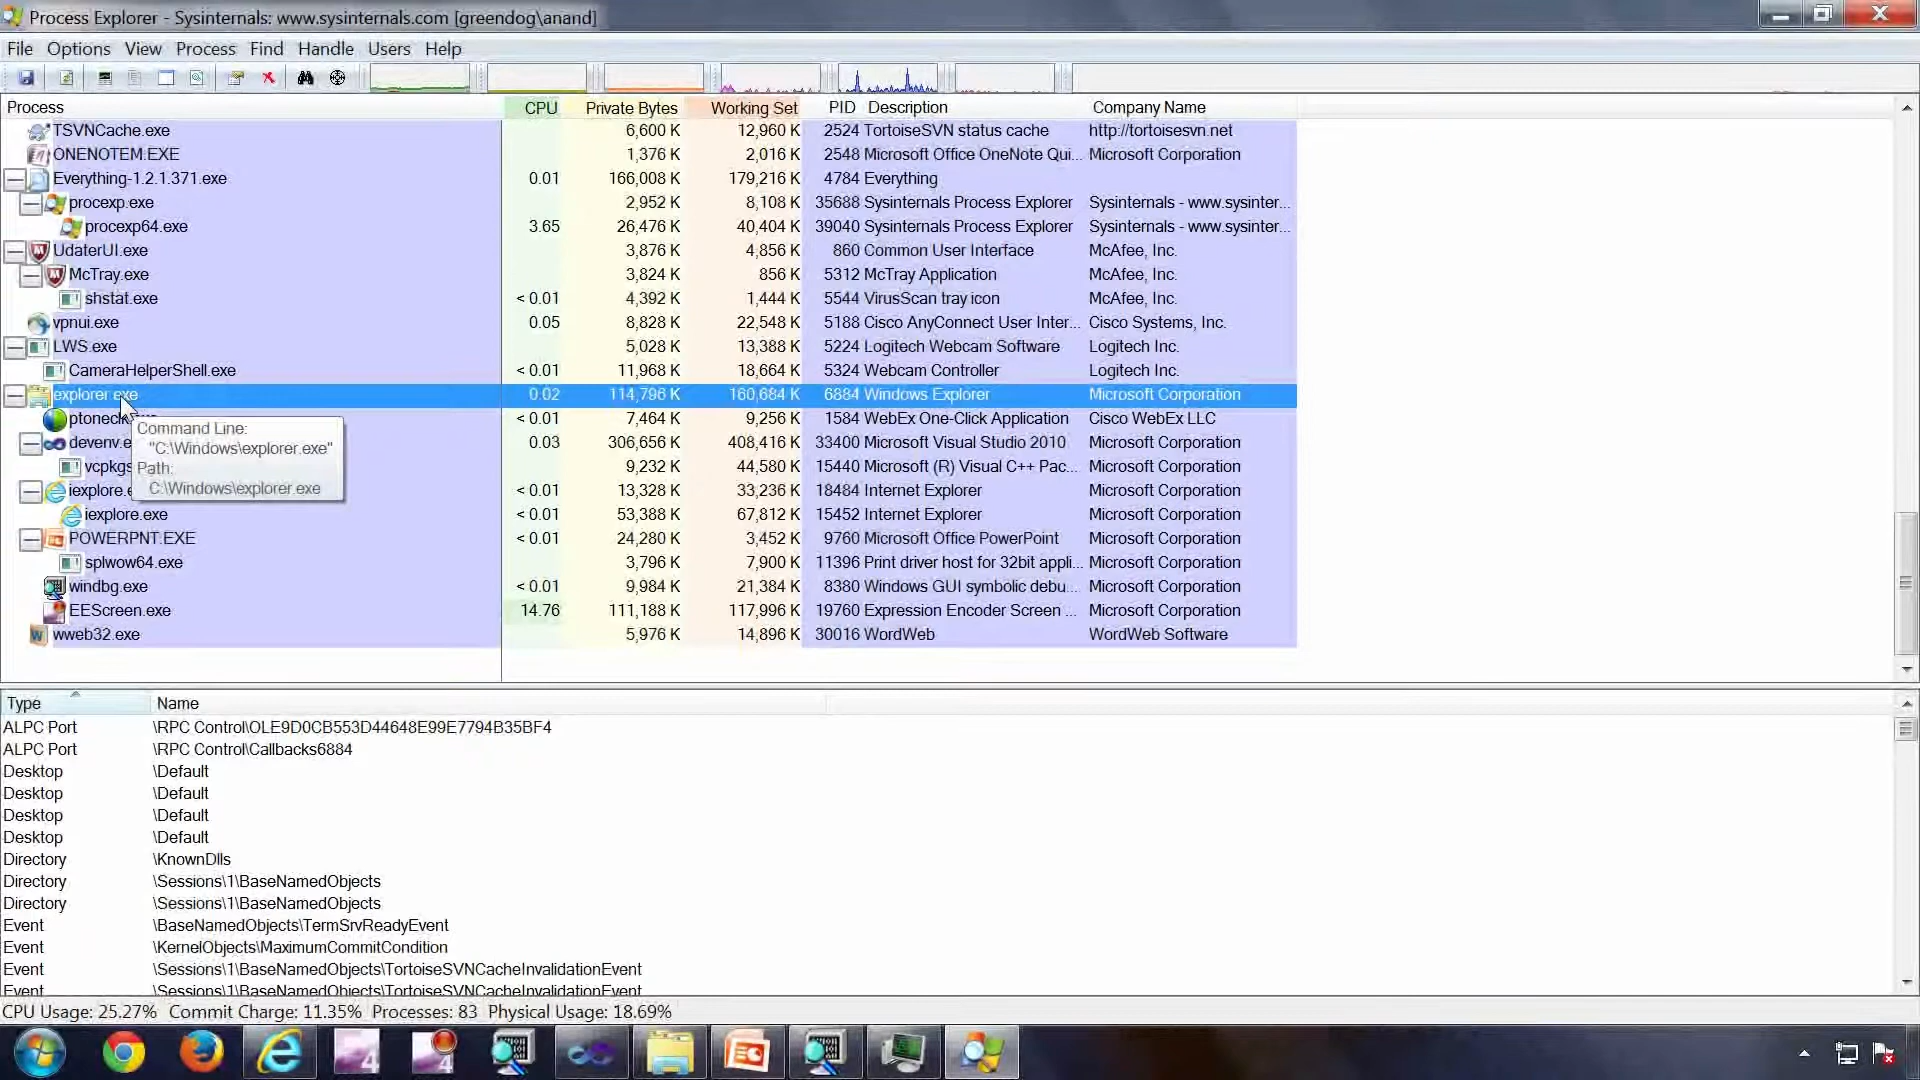 Process Explorer - Sysinternals: www.sysinternals.com [greendog\anand]
File Options View Process Find Handle Users Help
Process CPU Private Bytes Working Set PID Description Company Name
TSVNCache.exe 6,600 K 12,960 K 2524 TortoiseSVN status cache http://tortoisesvn.net
ONENOTEM.EXE 1,376 K 2,016 K 2548 Microsoft Office OneNote Qui... Microsoft Corporation
Everything-1.2.1.371.exe 0.01 166,008 K 179,216 K 4784 Everything
procexp.exe 2,952 K 8,108 K 35688 Sysinternals Process Explorer Sysinternals - www.sysinter...
procexp64.exe 3.65 26,476 K 40,404 K 39040 Sysinternals Process Explorer Sysinternals - www.sysinter...
UdaterUI.exe 3,876 K 4,856 K 860 Common User Interface McAfee, Inc.
McTray.exe 3,824 K 856 K 5312 McTray Application McAfee, Inc.
shstat.exe < 0.01 4,392 K 1,444 K 5544 VirusScan tray icon McAfee, Inc.
vpnui.exe 0.05 8,828 K 22,548 K 5188 Cisco AnyConnect User Inter... Cisco Systems, Inc.
LWS.exe 5,028 K 13,388 K 5224 Logitech Webcam Software Logitech Inc.
CameraHelperShell.exe < 0.01 11,968 K 18,664 K 5324 Webcam Controller Logitech Inc.
explorer.exe 0.02 114,796 K 160,684 K 6884 Windows Explorer Microsoft Corporation
< 0.01 7,464 K 9,256 K 1584 WebEx One-Click Application Cisco WebEx LLC
Command Line:
devenv.e 0.03 306,656 K 408,416 K 33400 Microsoft Visual Studio 2010 Microsoft Corporation
"C:\Windows\explorer.exe"
vcpkgs 9,232 K 44,580 K 15440 Microsoft (R) Visual C++ Pac... Microsoft Corporation
Path:
iexplore.e < 0.01 13,328 K 33,236 K 18484 Internet Explorer Microsoft Corporation
C:\Windows\explorer.exe
iexplore.exe < 0.01 53,388 K 67,812 K 15452 Internet Explorer Microsoft Corporation
POWERPNT.EXE < 0.01 24,280 K 3,452 K 9760 Microsoft Office PowerPoint Microsoft Corporation
splwow64.exe 3,796 K 7,900 K 11396 Print driver host for 32bit appli... Microsoft Corporation
windbg.exe < 0.01 9,984 K 21,384 K 8380 Windows GUI symbolic debu... Microsoft Corporation
EEScreen.exe 14.76 111,188 K 117,996 K 19760 Expression Encoder Screen ... Microsoft Corporation
wweb32.exe 5,976 K 14,896 K 30016 WordWeb WordWeb Software
Type Name
ALPC Port \RPC Control\OLE9D0CB553D44648E99E7794B35BF4
ALPC Port \RPC Control\Callbacks6884
Desktop \Default
Desktop \Default
Desktop \Default
Desktop \Default
Directory \KnownDlls
Directory \Sessions\1\BaseNamedObjects
Directory \Sessions\1\BaseNamedObjects
Event \BaseNamedObjects\TermSrvReadyEvent
Event \KernelObjects\MaximumCommitCondition
Event \Sessions\1\BaseNamedObjects\TortoiseSVNCacheInvalidationEvent
Event \Sessions\1\BaseNamedObjects\TortoiseSVNCacheInvalidationEvent
CPU Usage: 25.27% Commit Charge: 11.35% Processes: 83 Physical Usage: 18.69%
4 4